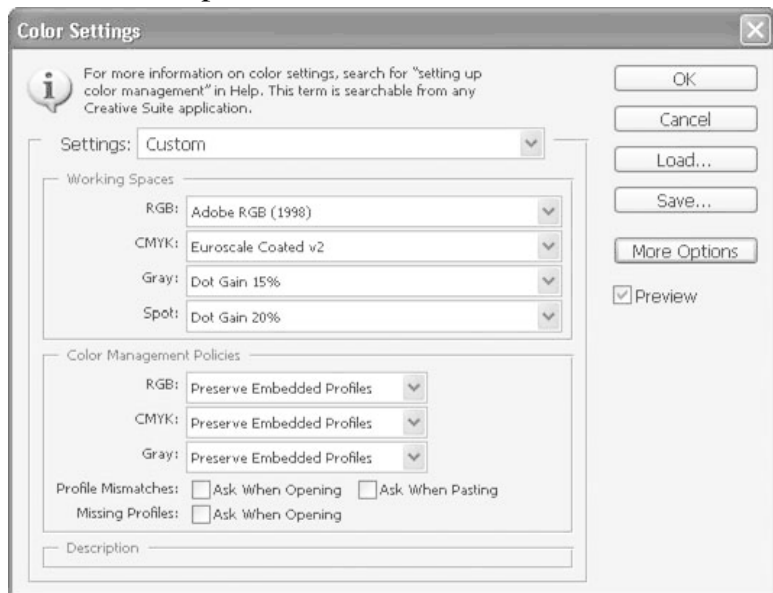 Color Settings
For more information on color settings, search for "setting up
color management" in Help. This term is searchable from any
Creative Suite application.
Settings: Custom
Working Spaces
RGB: Adobe RGB (1998)
CMYK: Euroscale Coated v2
Gray: Dot Gain 15%
Spot: Dot Gain 20%
Color Management Policies
RGB: Preserve Embedded Profiles
CMYK: Preserve Embedded Profiles
Gray: Preserve Embedded Profiles
Profile Mismatches: Ask When Opening Ask When Pasting
Missing Profiles: Ask When Opening
Description
OK
Cancel
Load...
Save...
More Options
Preview